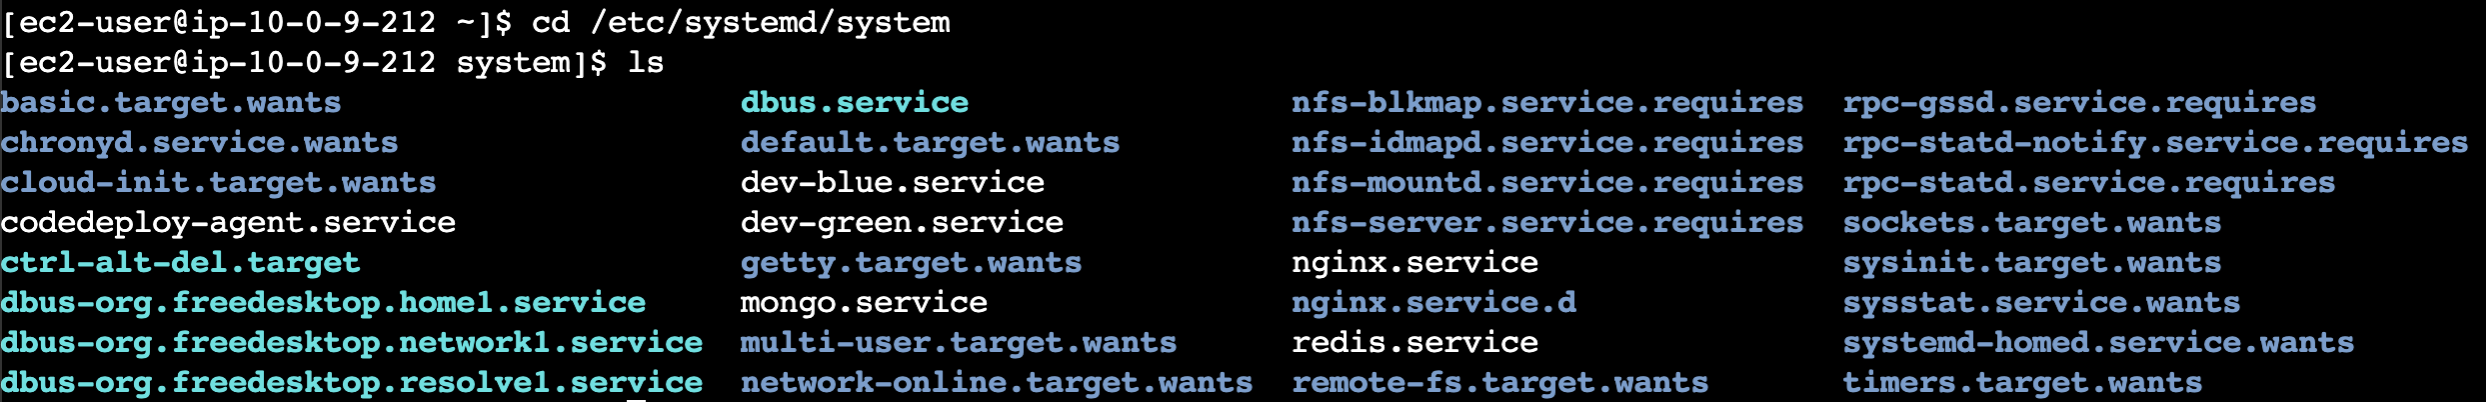 [ec2-user@ip-10-0-9-212 ~]$ cd /etc/systemd/system
[ec2-user@ip-10-0-9-212 system]$ ls
basic.target.wants dbus.service nfs-blkmap.service.requires rpc-gssd.service.requires
chronyd.service.wants default.target.wants nfs-idmapd.service.requires rpc-statd-notify.service.requires
cloud-init.target.wants dev-blue.service nfs-mountd.service.requires rpc-statd.service.requires
codedeploy-agent.service dev-green.service nfs-server.service.requires sockets.target.wants
ctrl-alt-del.target getty.target.wants nginx.service sysinit.target.wants
dbus-org.freedesktop.home1.service mongo.service nginx.service.d sysstat.service.wants
dbus-org.freedesktop.network1.service multi-user.target.wants redis.service systemd-homed.service.wants
dbus-org.freedesktop.resolve1.service network-online.target.wants remote-fs.target.wants timers.target.wants